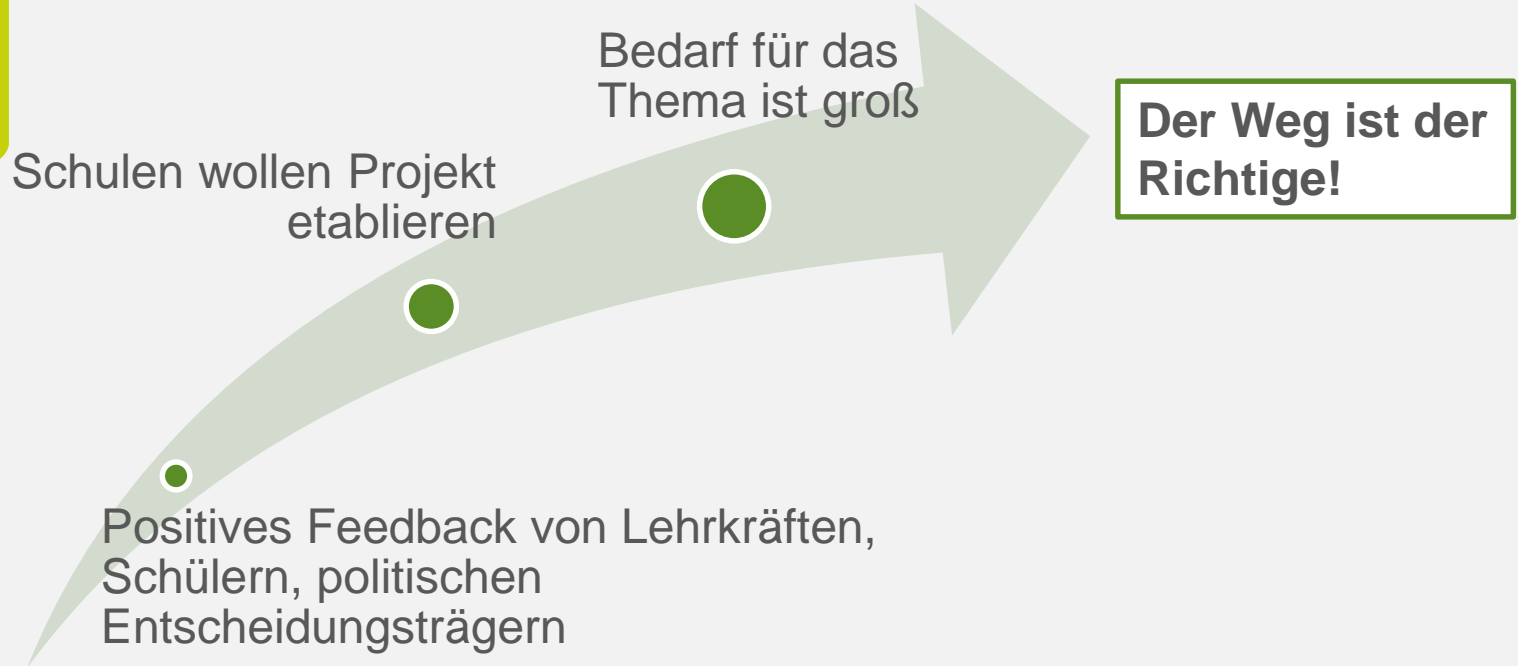 Bedarf für das
Thema ist groß
Der Weg ist der
Richtige!
Schulen wollen Projekt
etablieren
Positives Feedback von Lehrkräften,
Schülern, politischen
Entscheidungsträgern